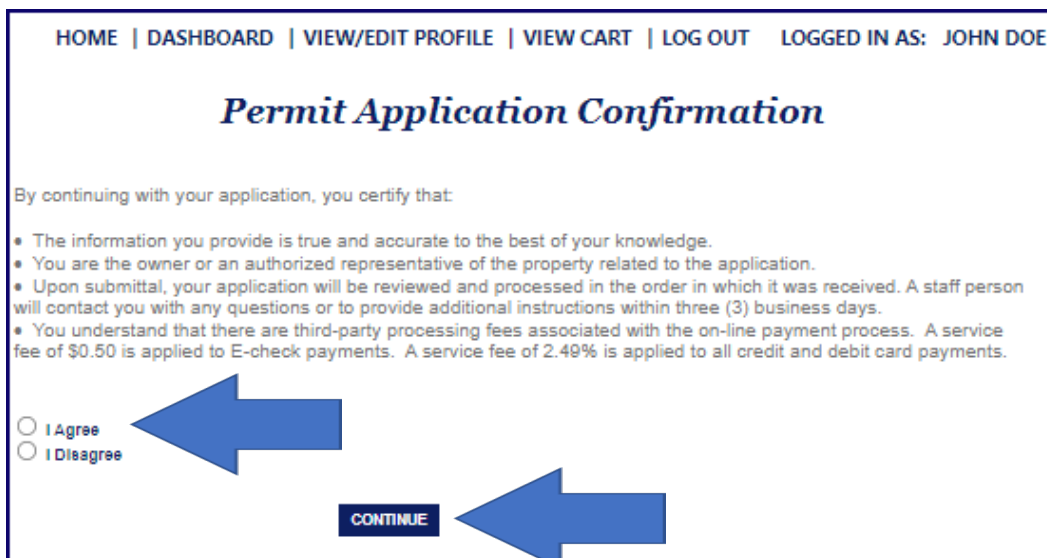 HOME | DASHBOARD | VIEW/EDIT PROFILE | VIEW CART | LOG OUT LOGGED IN AS: JOHN DOE
Permit Application Confirmation
By continuing with your application, you certify that:
• The information you provide is true and accurate to the best of your knowledge.
• You are the owner or an authorized representative of the property related to the application.
• Upon submittal, your application will be reviewed and processed in the order in which it was received. A staff person
will contact you with any questions or to provide additional instructions within three (3) business days.
• You understand that there are third-party processing fees associated with the on-line payment process. A service
fee of $0.50 is applied to E-check payments. A service fee of 2.49% is applied to all credit and debit card payments.
I Agree
I Disagree
CONTINUE